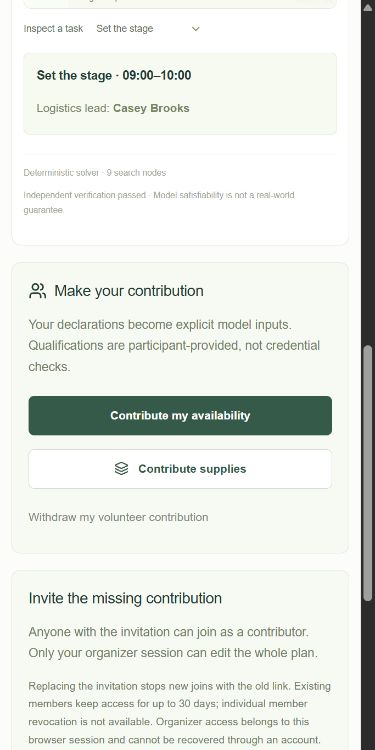 Inspect a task Set the stage
Set the stage · 09:00–10:00
Logistics lead: Casey Brooks
Deterministic solver · 9 search nodes
Independent verification passed · Model satisfiability is not a real-world
guarantee.
Make your contribution
Your declarations become explicit model inputs.
Qualifications are participant-provided, not credential
checks.
Contribute my availability
Contribute supplies
Withdraw my volunteer contribution
Invite the missing contribution
Anyone with the invitation can join as a contributor.
Only your organizer session can edit the whole plan.
Replacing the invitation stops new joins with the old link. Existing
members keep access for up to 30 days; individual member
revocation is not available. Organizer access belongs to this
browser session and cannot be recovered through an account.